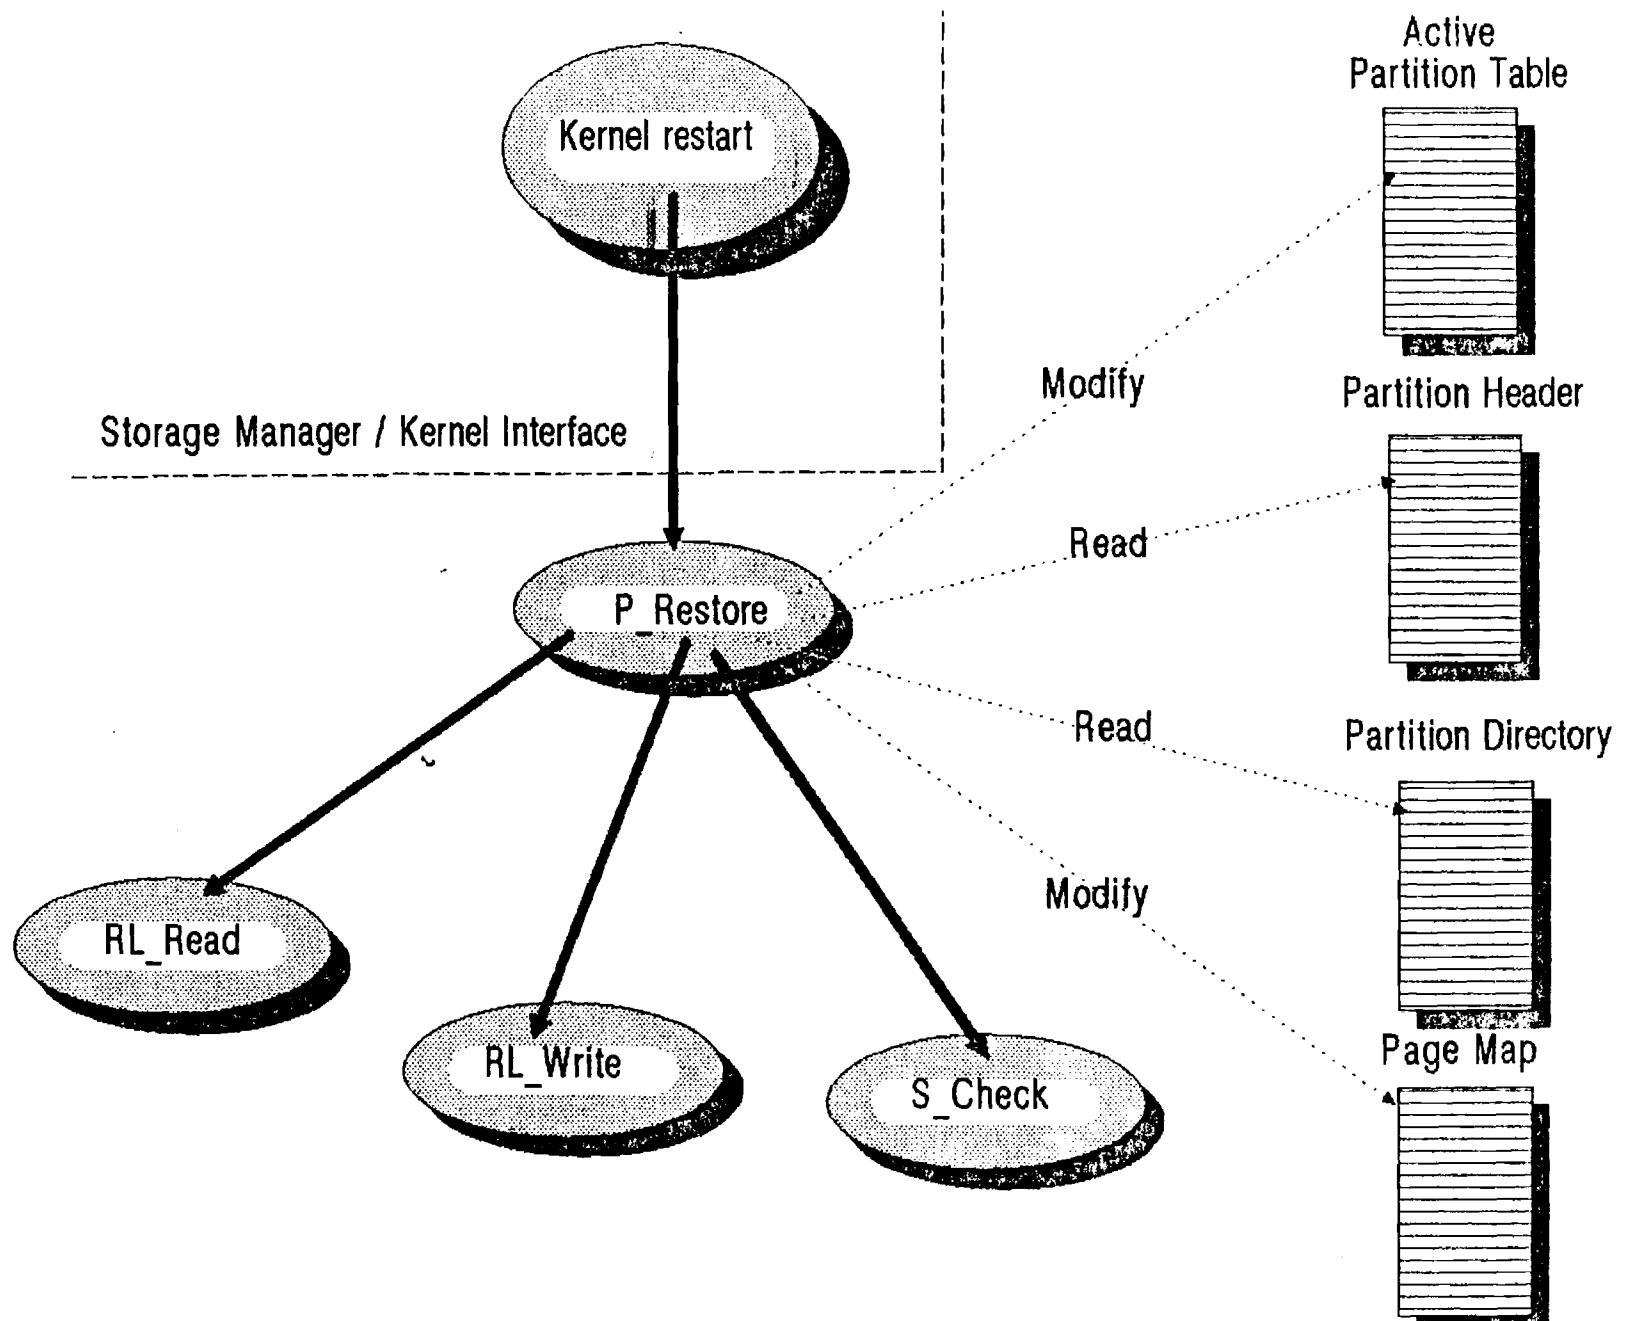 Active
Partition Table
Kernel restart
Modify
Partition Header
Storage Manager / Kernel Interface
Read
P_Restore
Read
Partition Directory
Modify
RL_Read
Page Map
RL_Write
S_Check